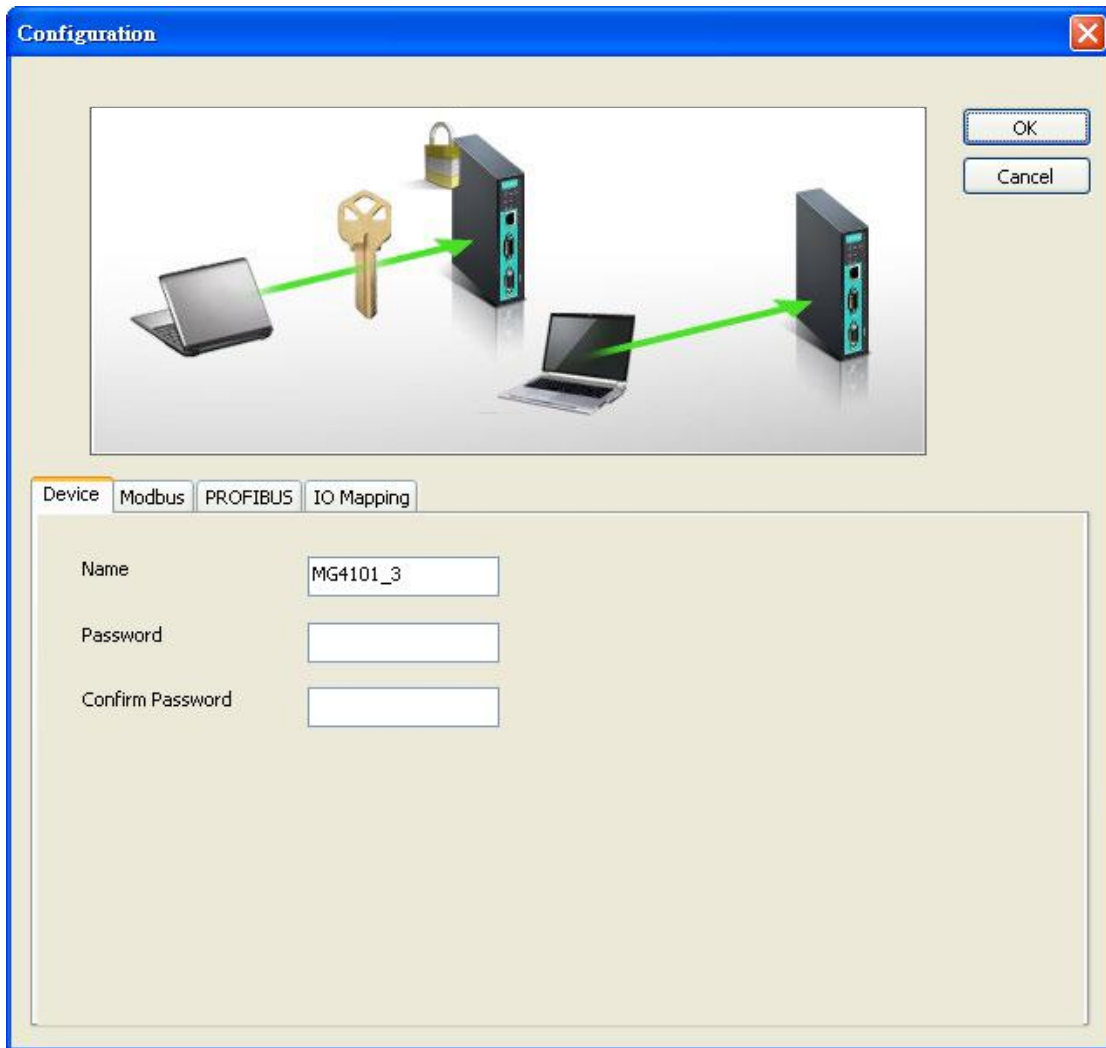 Configuration
OK
Cancel
Device Modbus PROFIBUS IO Mapping
Name MG4101_3
Password
Confirm Password